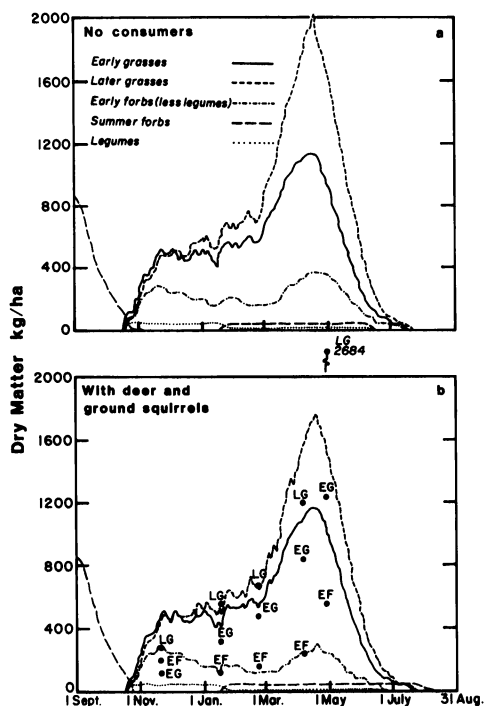 No consumers
a
Early grasses
Later grasses
Early forbs (less legumes)
Summer forbs
Legumes
2000
1600
1200
800
400
0
LG
2684
Dry Matter kg/ha
2000
With deer and
ground squirrels
b
1600
1200
800
400
0
LG EG
EG
LG LG
EF
EG EG
LG
EF EF EF EF
EG
1 Sept. 1 Nov. 1 Jan. 1 Mar. 1 May 1 July 31 Aug.